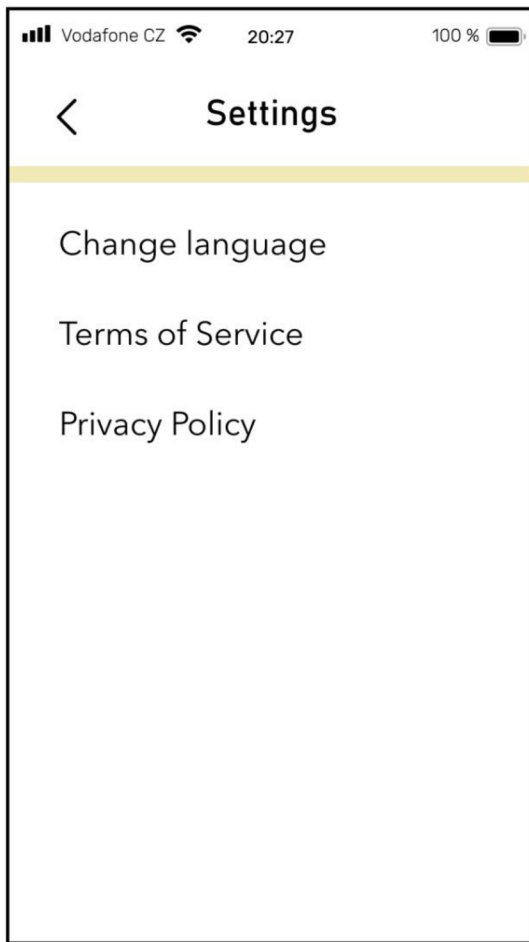 Vodafone CZ 20:27 100 %
Settings
Change language
Terms of Service
Privacy Policy